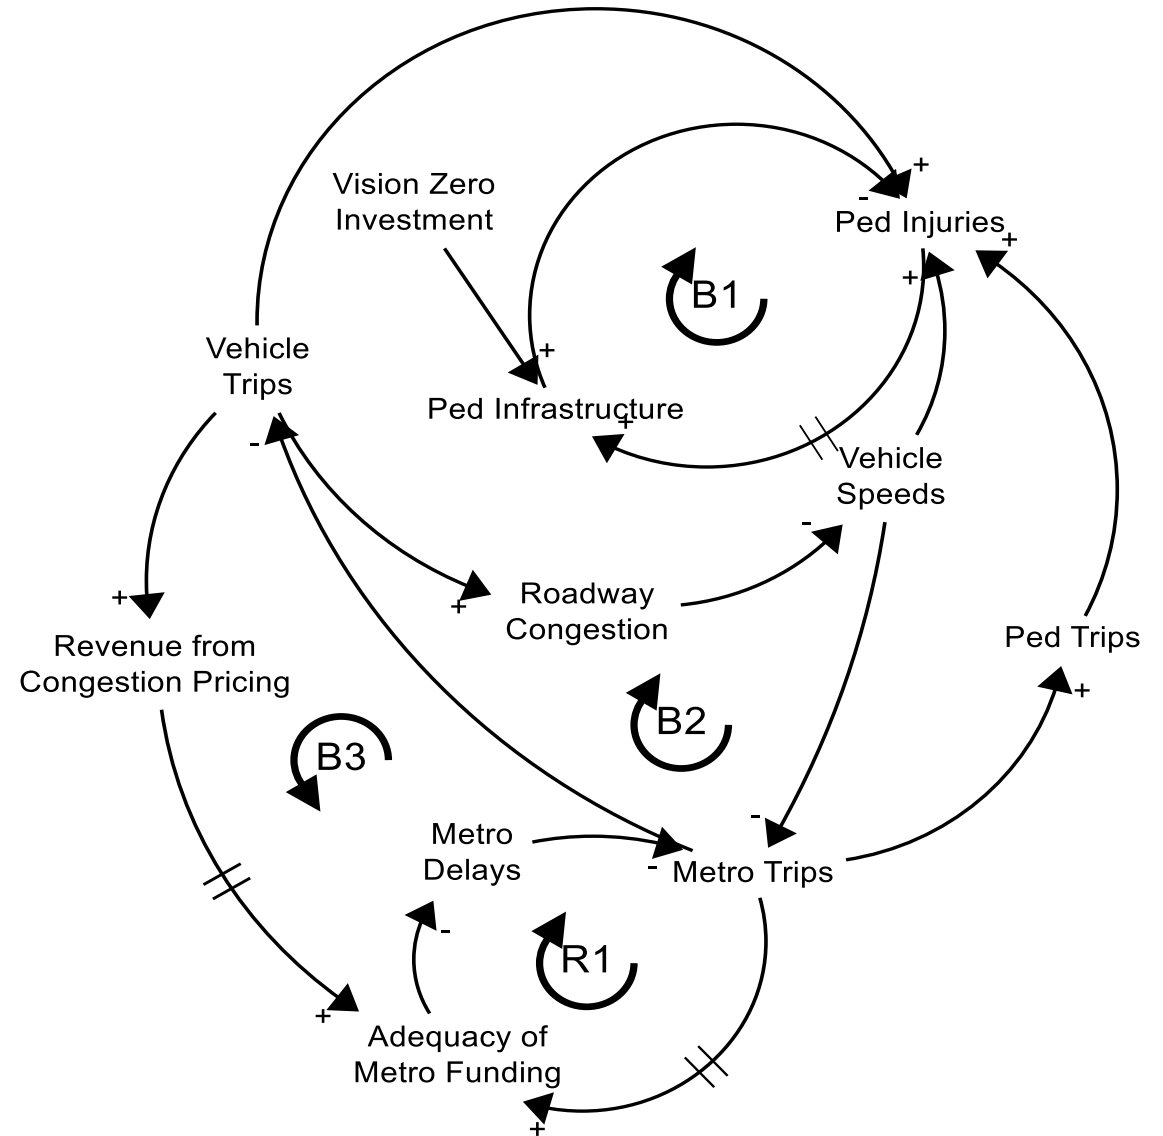 +
Vision Zero
Investment
-
Ped Injuries
+
+
B1
Vehicle
Trips
+
Ped Infrastructure
+
-
Vehicle
Speeds
-
Roadway
Congestion
+
+
Revenue from
Congestion Pricing
Ped Trips
+
B2
B3
-
Metro
Delays
-
Metro Trips
-
R1
+
Adequacy of
Metro Funding
+